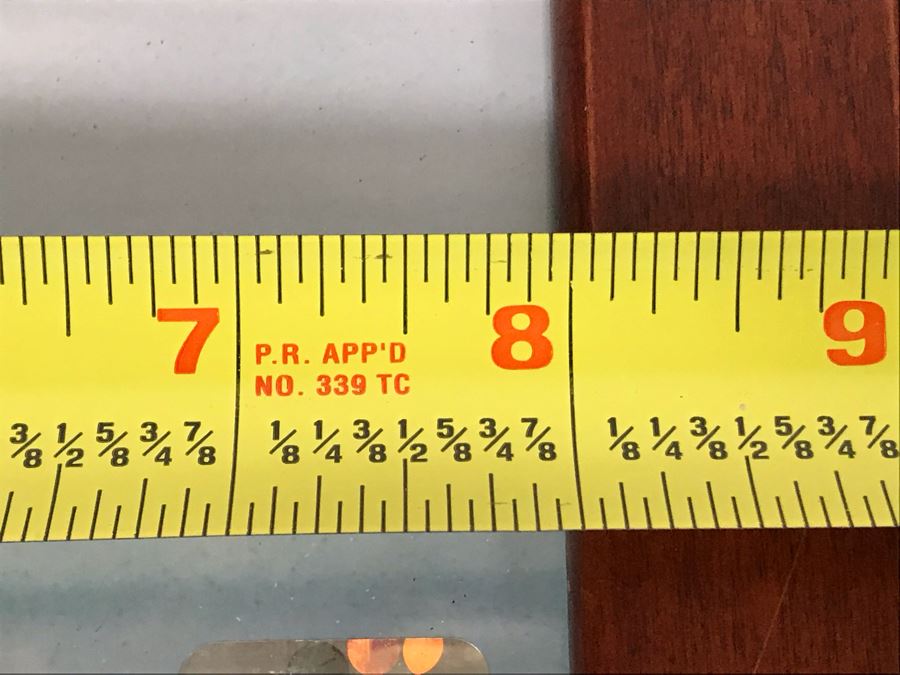 7 8 9
P.R. APP'D
NO. 339 TC
3/8 1/2 5/8 3/4 7/8 1/8 1/4 3/8 1/2 5/8 3/4 7/8 1/8 1/4 3/8 1/2 5/8 3/4 7/8